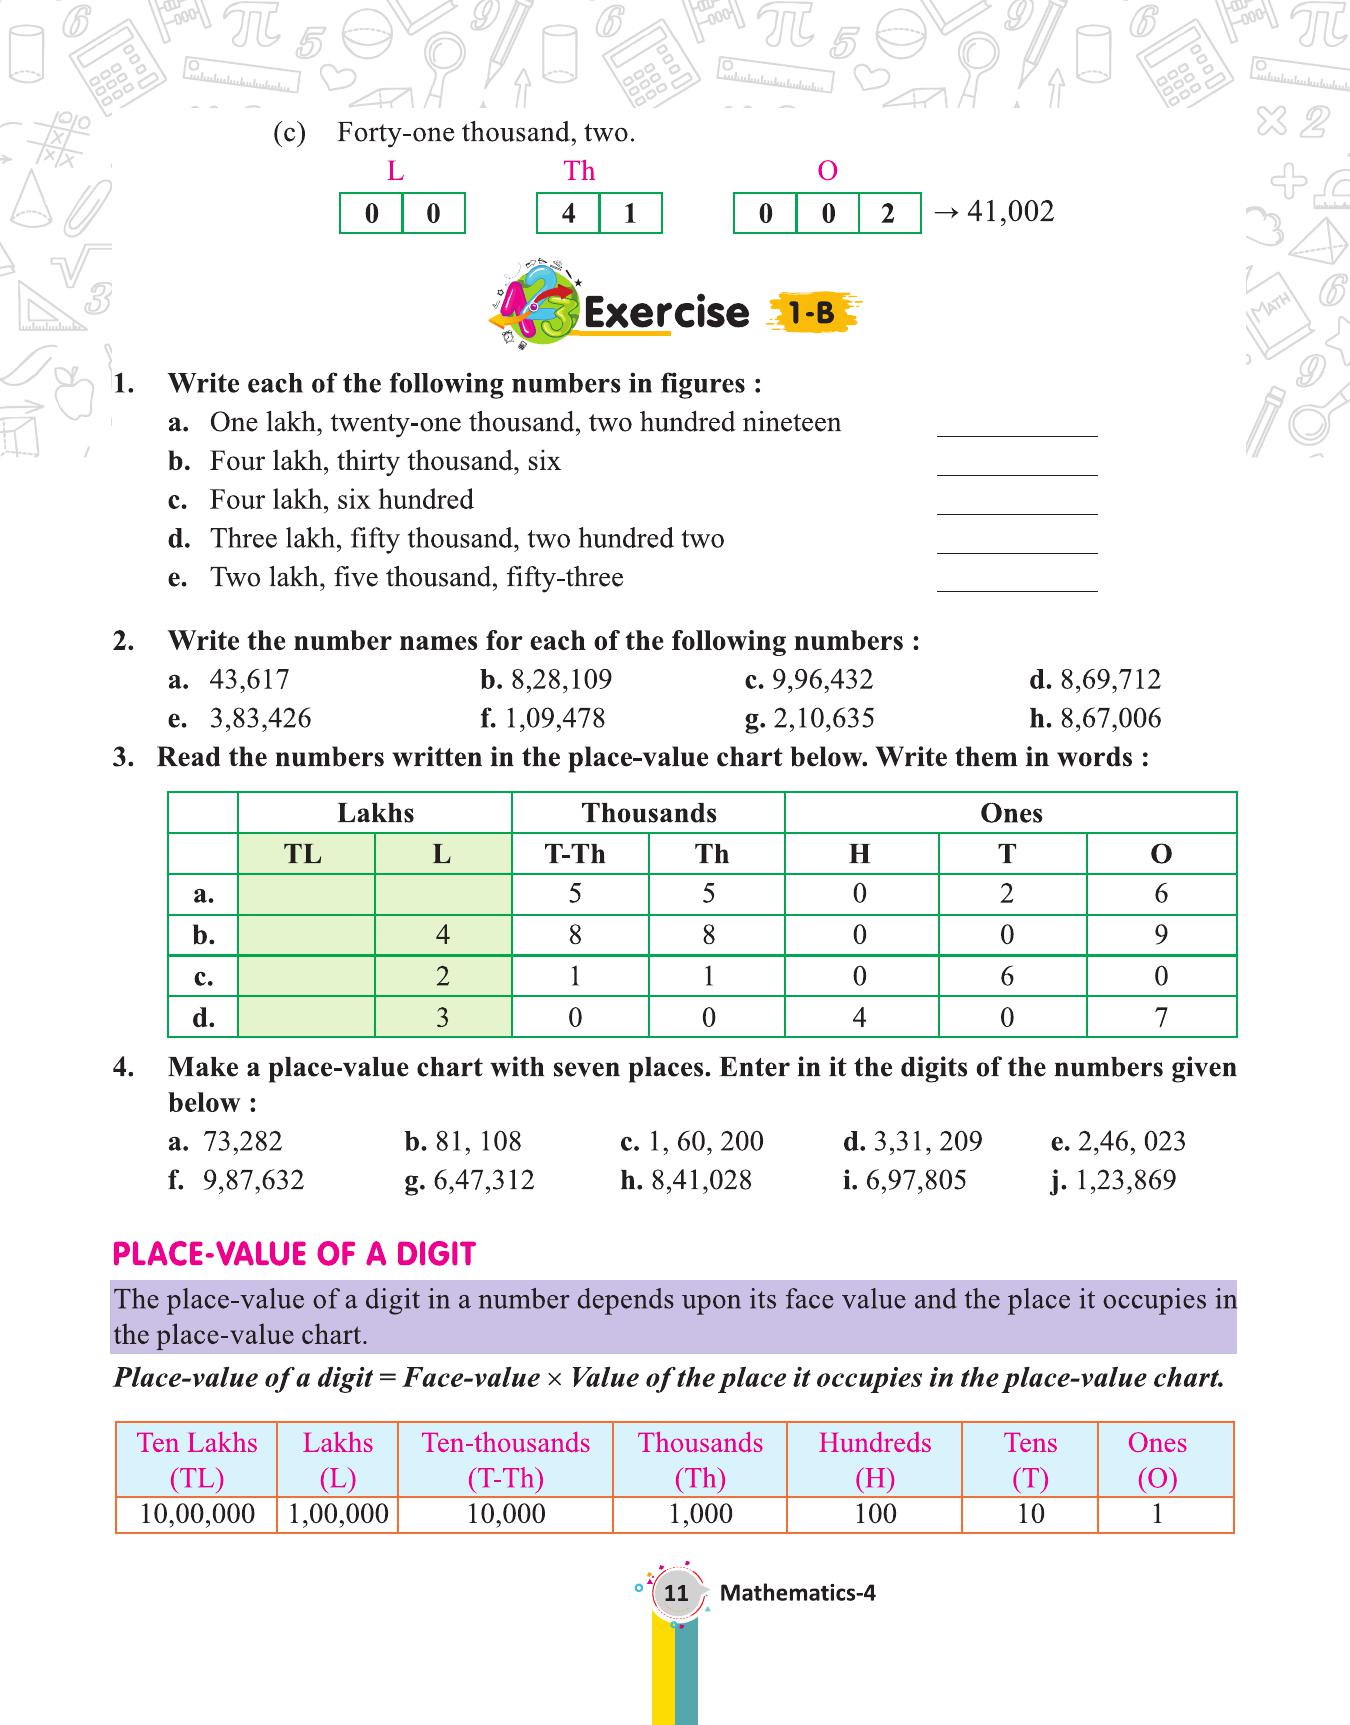 (c) Forty-one thousand, two.
L Th O
0 0 4 1 0 0 2 → 41,002
Exercise 1-B
1. Write each of the following numbers in figures :
a. One lakh, twenty-one thousand, two hundred nineteen
b. Four lakh, thirty thousand, six
c. Four lakh, six hundred
d. Three lakh, fifty thousand, two hundred two
e. Two lakh, five thousand, fifty-three
2. Write the number names for each of the following numbers :
a. 43,617 b. 8,28,109 c. 9,96,432 d. 8,69,712
e. 3,83,426 f. 1,09,478 g. 2,10,635 h. 8,67,006
3. Read the numbers written in the place-value chart below. Write them in words :
Lakhs Thousands Ones
TL L T-Th Th H T O
a. 5 5 0 2 6
b. 4 8 8 0 0 9
c. 2 1 1 0 6 0
d. 3 0 0 4 0 7
4. Make a place-value chart with seven places. Enter in it the digits of the numbers given
below :
a. 73,282 b. 81, 108 c. 1, 60, 200 d. 3,31, 209 e. 2,46, 023
f. 9,87,632 g. 6,47,312 h. 8,41,028 i. 6,97,805 j. 1,23,869
PLACE-VALUE OF A DIGIT
The place-value of a digit in a number depends upon its face value and the place it occupies in
the place-value chart.
Place-value of a digit = Face-value × Value of the place it occupies in the place-value chart.
Ten Lakhs Lakhs Ten-thousands Thousands Hundreds Tens Ones
(TL) (L) (T-Th) (Th) (H) (T) (O)
10,00,000 1,00,000 10,000 1,000 100 10 1
11 Mathematics-4